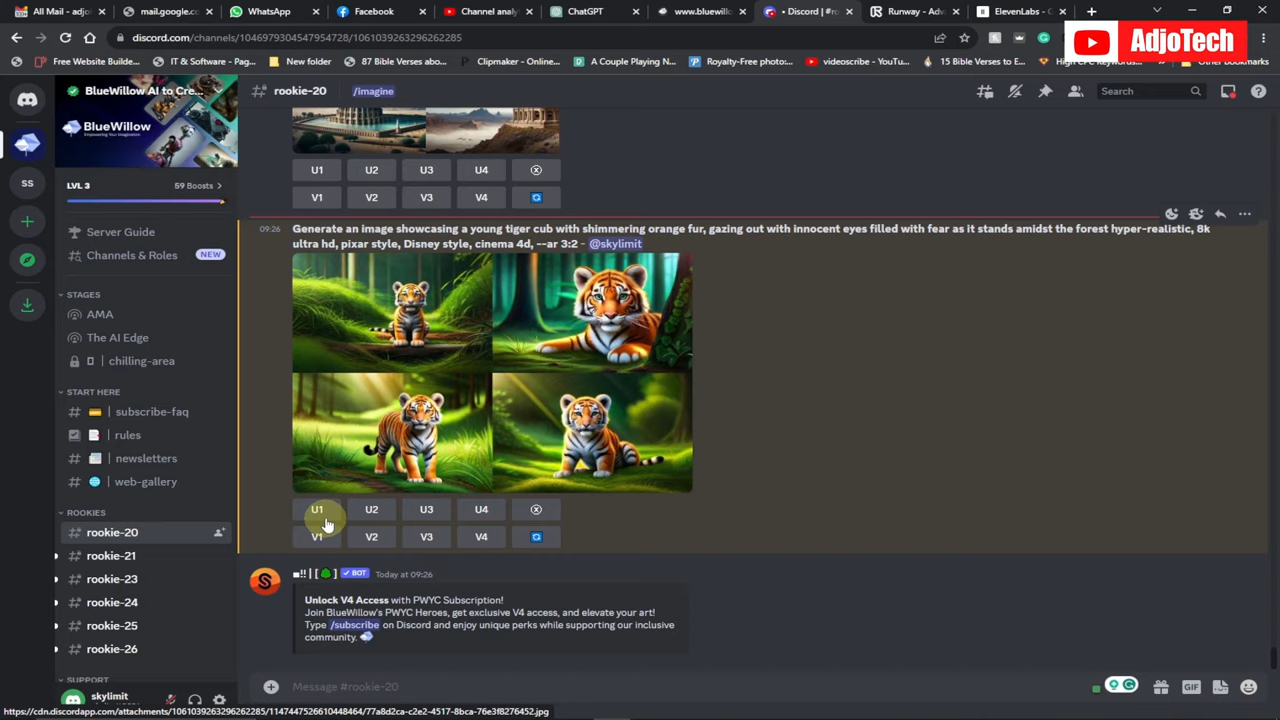 All Mail - adj
mail.google.c
WhatsApp
Facebook
Channel analy
ChatGPT
www.bluewillo
• Discord | #ro
Runway - Adv
ElevenLabs - C
discord.com/channels/1046979304547954728/1061039263296262285
Free Website Builde...
IT & Software - Pag...
New folder
87 Bible Verses abo...
Clipmaker - Online...
A Couple Playing N...
Royalty-Free photo:...
videoscribe - YouTu...
15 Bible Verses to E...
High CPC keywords...
Other bookmarks
AdjoTech
BlueWillow AI to Cre...
BlueWillow
Empowering Your Imagination
LVL 3
59 Boosts
Server Guide
Channels & Roles
NEW
STAGES
AMA
The AI Edge
chilling-area
START HERE
subscribe-faq
rules
newsletters
web-gallery
ROOKIES
rookie-20
rookie-21
rookie-23
rookie-24
rookie-25
rookie-26
SUPPORT
skylimit
SS
rookie-20
/imagine
Search
U1 U2 U3 U4
V1 V2 V3 V4
09:26
Generate an image showcasing a young tiger cub with shimmering orange fur, gazing out with innocent eyes filled with fear as it stands amidst the forest hyper-realistic, 8k
ultra hd, pixar style, Disney style, cinema 4d, --ar 3:2 - @skylimit
U1 U2 U3 U4
V1 V2 V3 V4
BOT Today at 09:26
Unlock V4 Access with PWYC Subscription!
Join BlueWillow's PWYC Heroes, get exclusive V4 access, and elevate your art!
Type /subscribe on Discord and enjoy unique perks while supporting our inclusive
community.
Message #rookie-20
GIF
https://cdn.discordapp.com/attachments/1061039263296262285/1147447526610448464/77a8d2ca-c2e2-4517-8bca-76e3f8276452.jpg